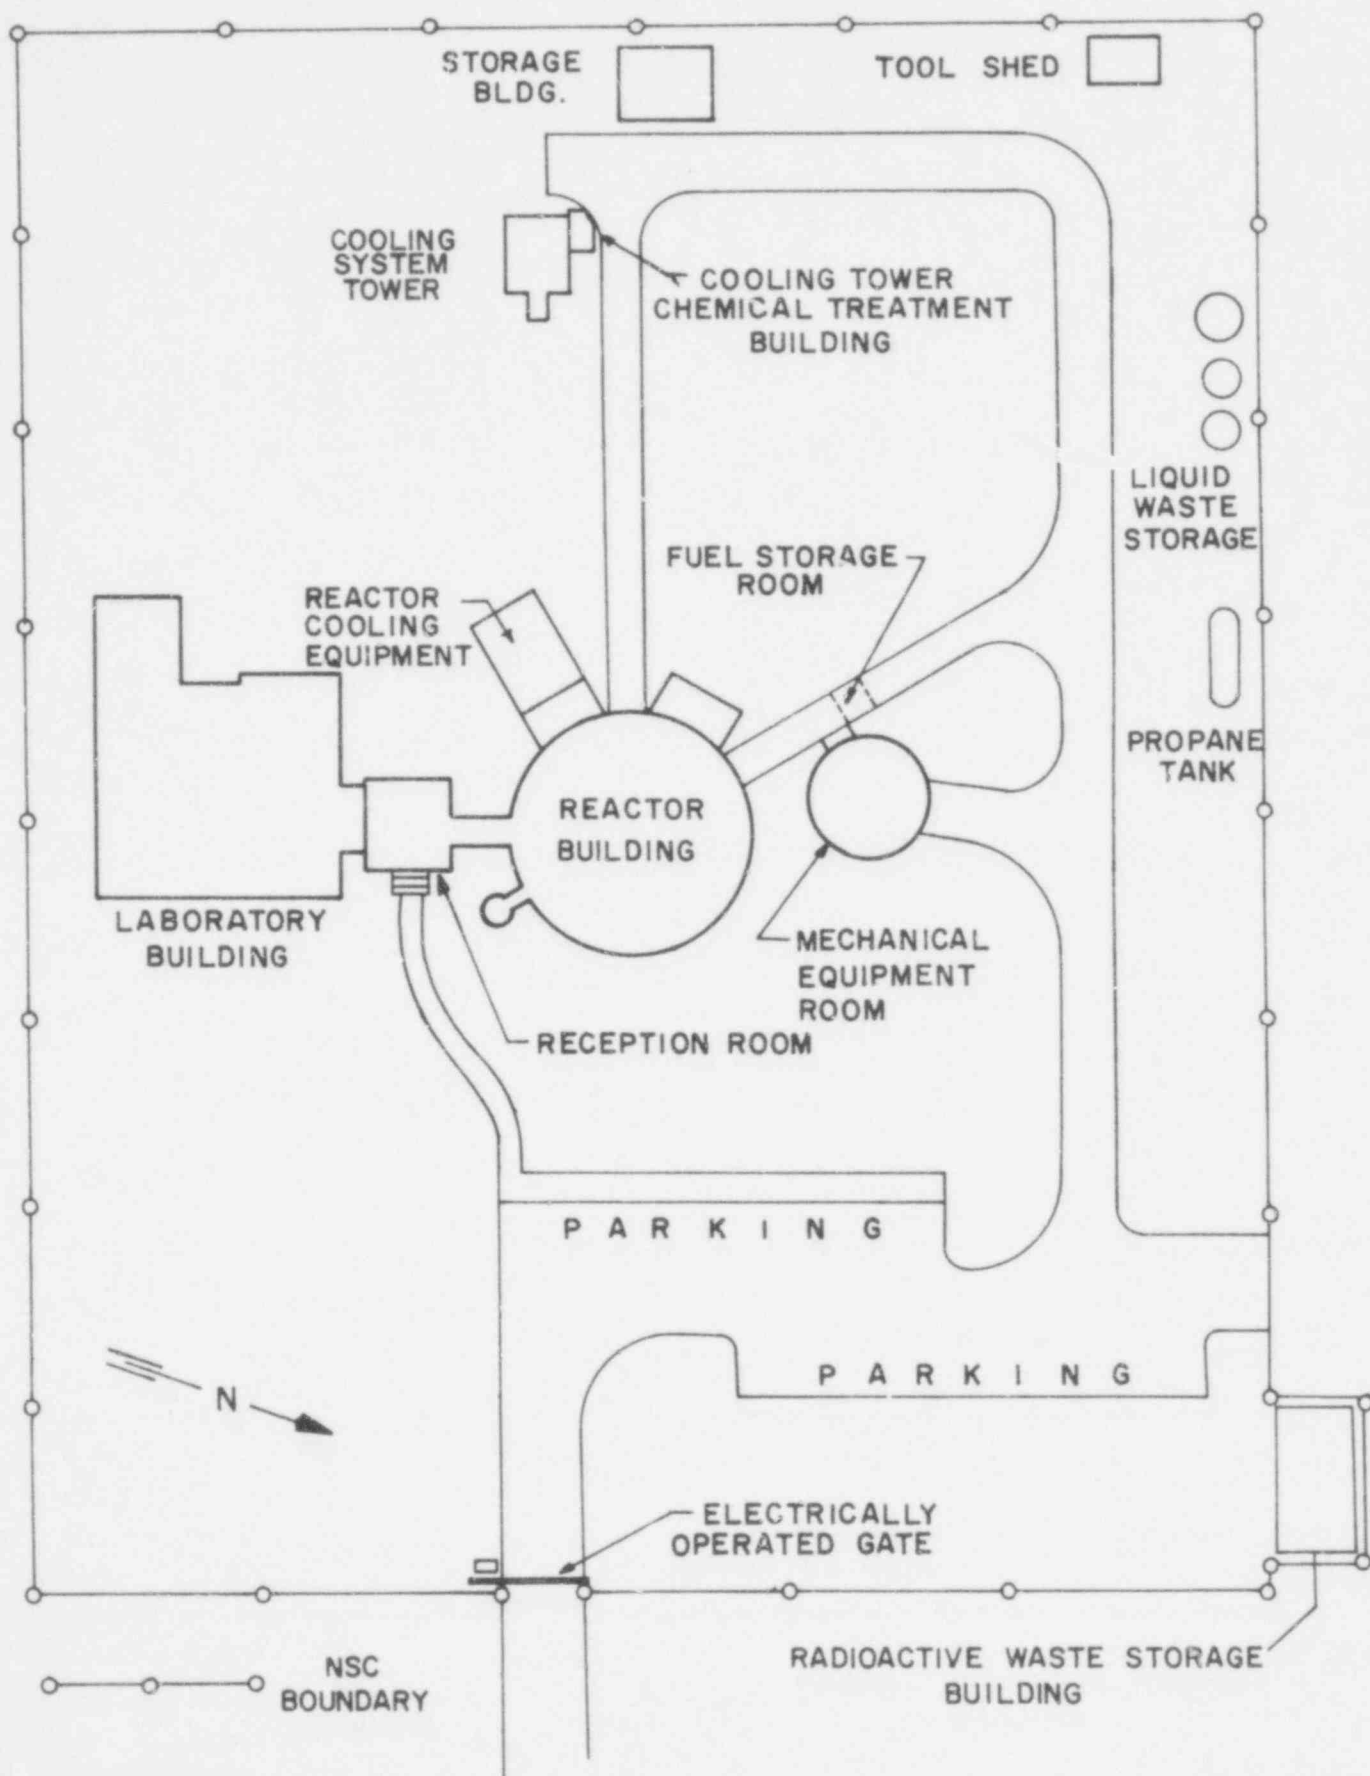 STORAGE
BLDG.
TOOL SHED
COOLING
SYSTEM
TOWER
COOLING TOWER
CHEMICAL TREATMENT
BUILDING
LIQUID
WASTE
STORAGE
FUEL STORAGE
ROOM
REACTOR
COOLING
EQUIPMENT
PROPANE
TANK
REACTOR
BUILDING
LABORATORY
BUILDING
MECHANICAL
EQUIPMENT
ROOM
RECEPTION ROOM
PARKING
PARKING
N
ELECTRICALLY
OPERATED GATE
NSC
BOUNDARY
RADIOACTIVE WASTE STORAGE
BUILDING